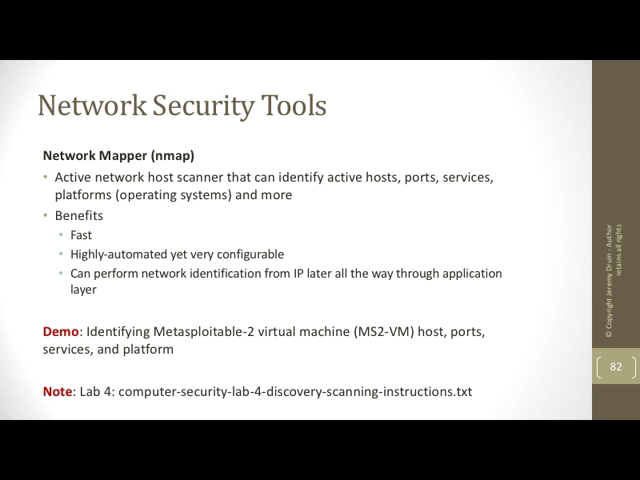 Network Security Tools
Network Mapper (nmap)
• Active network host scanner that can identify active hosts, ports, services,
platforms (operating systems) and more
• Benefits
• Fast
• Highly-automated yet very configurable
• Can perform network identification from IP later all the way through application
layer
Demo: Identifying Metasploitable-2 virtual machine (MS2-VM) host, ports,
services, and platform
Note: Lab 4: computer-security-lab-4-discovery-scanning-instructions.txt
© Copyright Jeremy Druin - Author
retains all rights
82